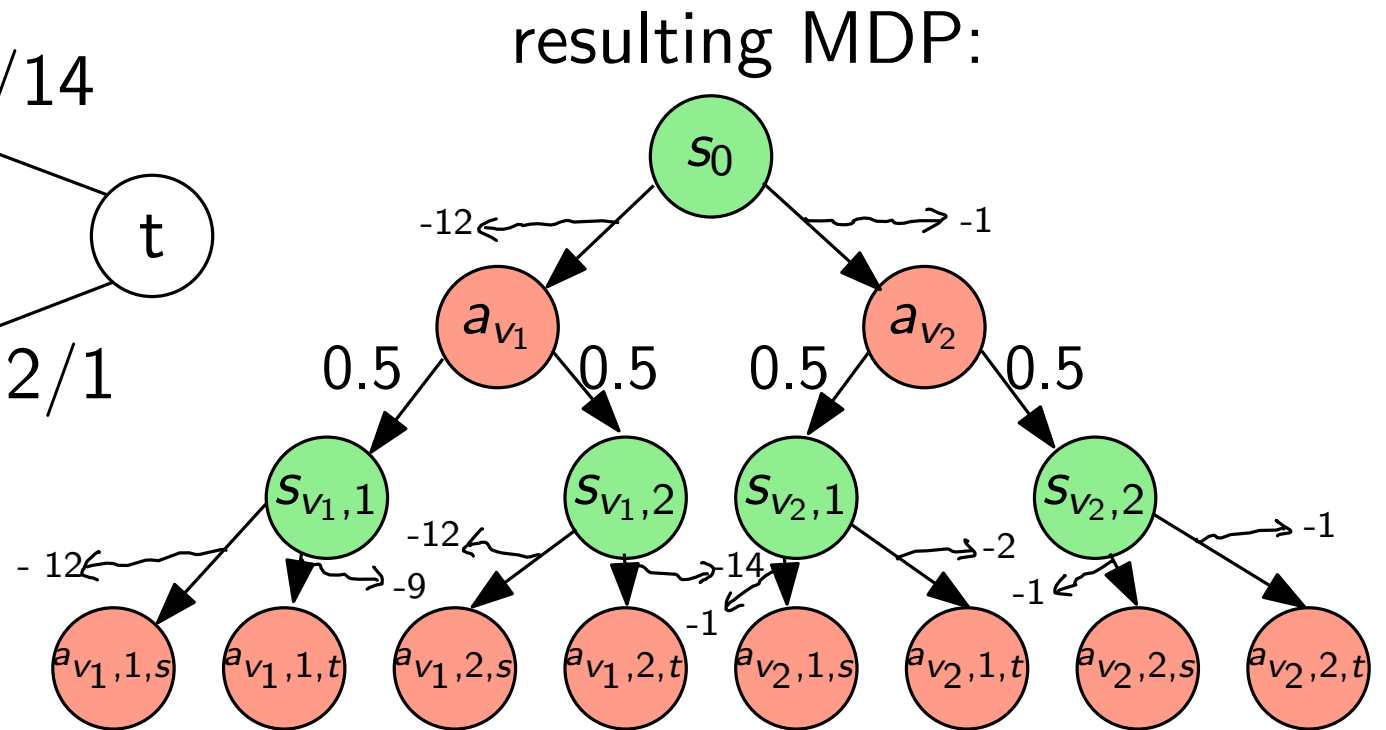 resulting MDP:
/14
s0
-12 -1
t
av1 av2
2/1 0.5 0.5 0.5 0.5
sv1,1 sv1,2 sv2,1 sv2,2
- 12 -9 -12 -14 -1 -2 -1 -1
av1,1,s av1,1,t av1,2,s av1,2,t av2,1,s av2,1,t av2,2,s av2,2,t